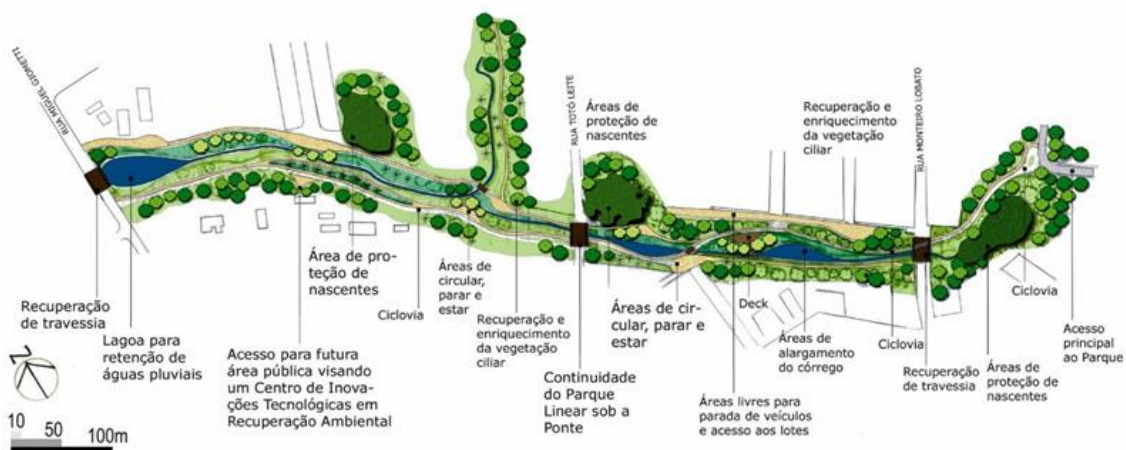 RUA MIGUEL GIOMETTI
RUA TOTÓ LEITE
RUA MONTEIRO LOBATO
Áreas de
proteção de
nascentes
Recuperação e
enriquecimento
da vegetação
ciliar
Recuperação
de travessia
Lagoa para
retenção de
águas pluviais
Acesso para futura
área pública visando
um Centro de Inova-
ções Tecnológicas em
Recuperação Ambiental
Área de pro-
teção de
nascentes
Ciclovia
Áreas de
circular, parar e
estar
Recuperação e
enriquecimento
da vegetação
ciliar
Continuidade
do Parque
Linear sob a
Ponte
Áreas de cir-
cular, parar e
estar
Áreas livres para
parada de veículos
e acesso aos lotes
Deck
Áreas de
alargamento
do córrego
Ciclovia
Recuperação
de travessia
Áreas de
proteção de
nascentes
Ciclovia
Acesso
principal
ao Parque
N
10 50 100m